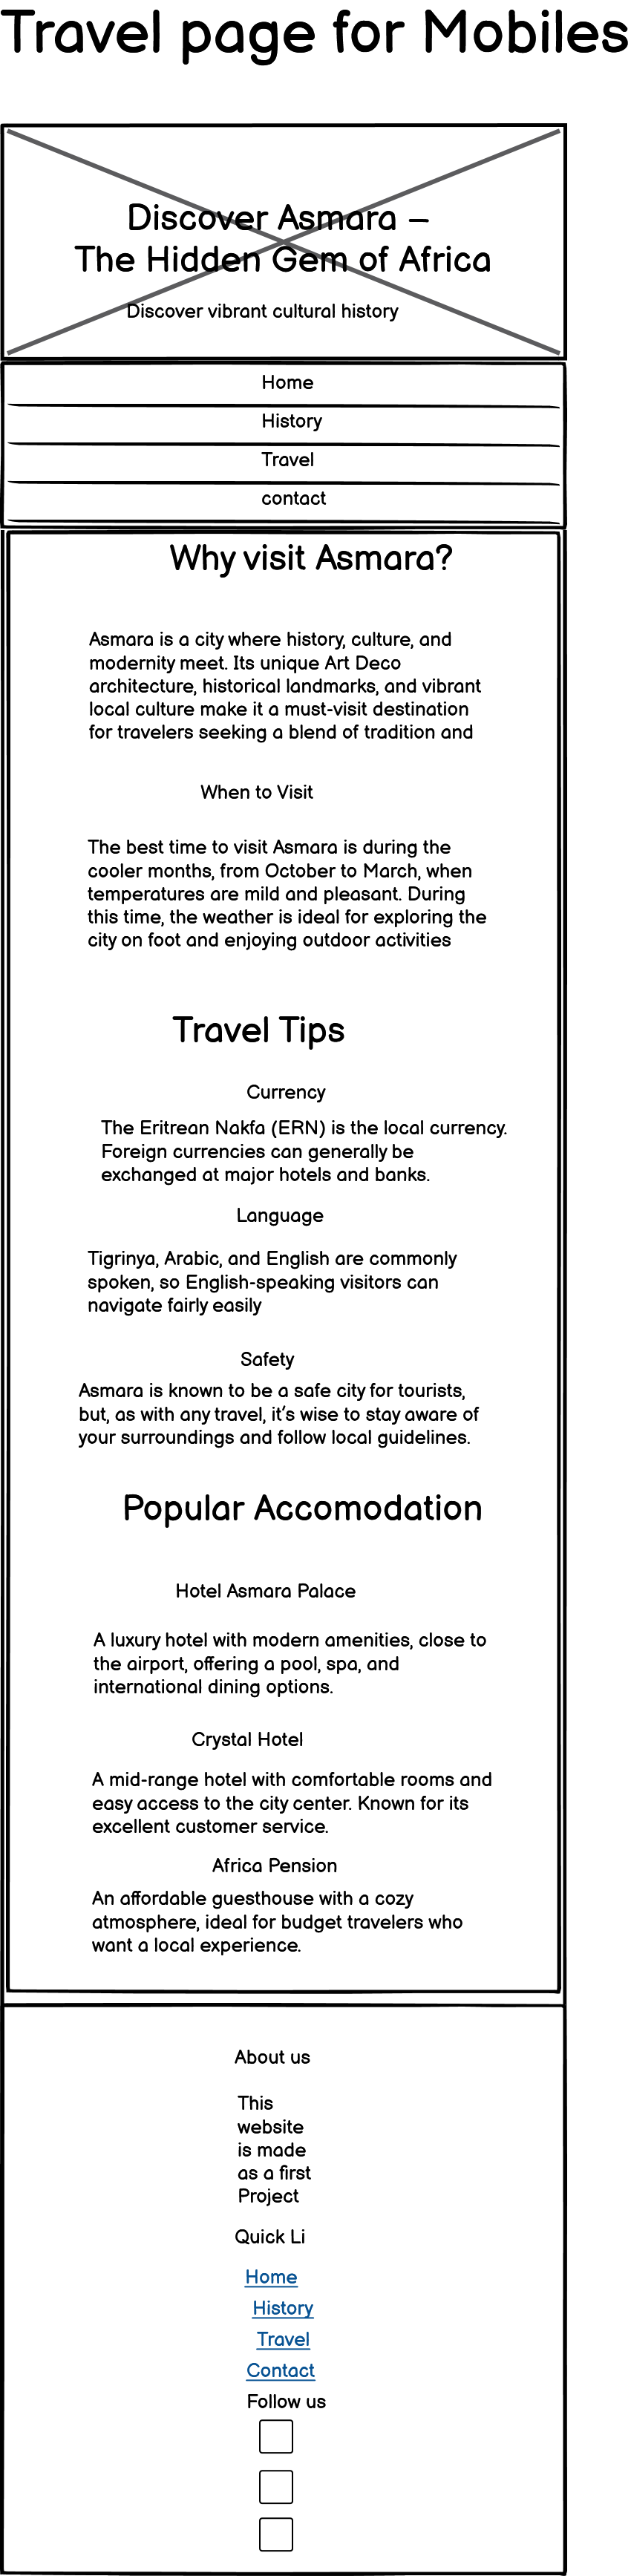 Travel page for Mobiles
Discover Asmara –
The Hidden Gem of Africa
Discover vibrant cultural history
Home
History
Travel
contact
Why visit Asmara?
Asmara is a city where history, culture, and
modernity meet. Its unique Art Deco
architecture, historical landmarks, and vibrant
local culture make it a must-visit destination
for travelers seeking a blend of tradition and
When to Visit
The best time to visit Asmara is during the
cooler months, from October to March, when
temperatures are mild and pleasant. During
this time, the weather is ideal for exploring the
city on foot and enjoying outdoor activities
Travel Tips
Currency
The Eritrean Nakfa (ERN) is the local currency.
Foreign currencies can generally be
exchanged at major hotels and banks.
Language
Tigrinya, Arabic, and English are commonly
spoken, so English-speaking visitors can
navigate fairly easily
Safety
Asmara is known to be a safe city for tourists,
but, as with any travel, it’s wise to stay aware of
your surroundings and follow local guidelines.
Popular Accomodation
Hotel Asmara Palace
A luxury hotel with modern amenities, close to
the airport, offering a pool, spa, and
international dining options.
Crystal Hotel
A mid-range hotel with comfortable rooms and
easy access to the city center. Known for its
excellent customer service.
Africa Pension
An affordable guesthouse with a cozy
atmosphere, ideal for budget travelers who
want a local experience.
About us
This
website
is made
as a first
Project
Quick Li
Home
History
Travel
Contact
Follow us